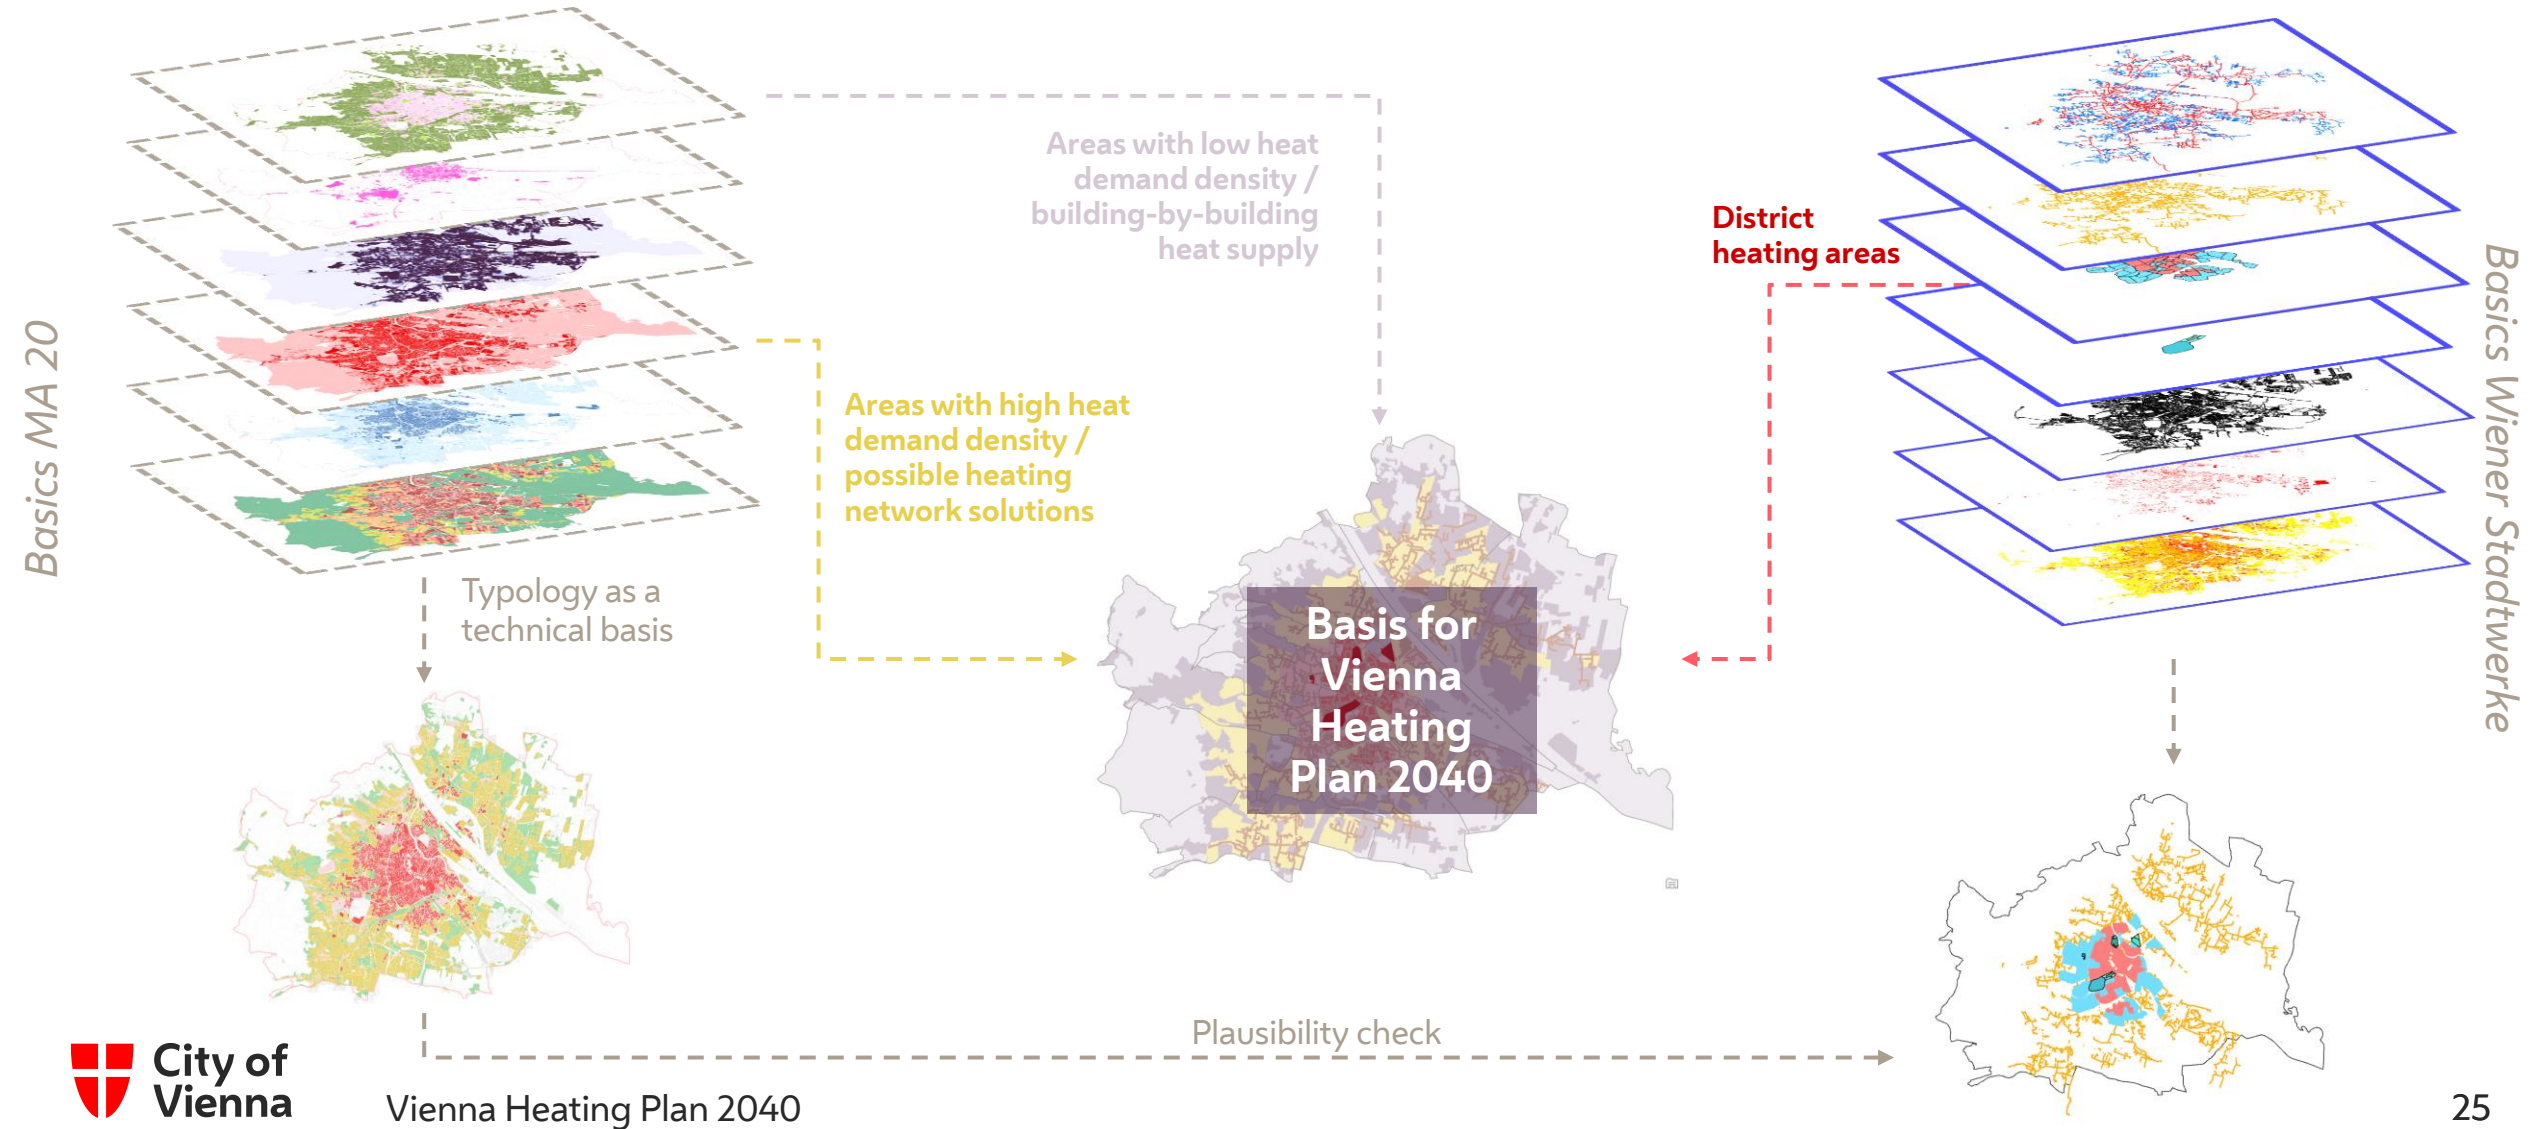 Basics MA 20
Areas with low heat
demand density /
building-by-building
heat supply
District
heating areas
Basics Wiener Stadtwerke
Areas with high heat
demand density /
possible heating
network solutions
Typology as a
technical basis
Basis for
Vienna
Heating
Plan 2040
Plausibility check
City of
Vienna
Vienna Heating Plan 2040
25